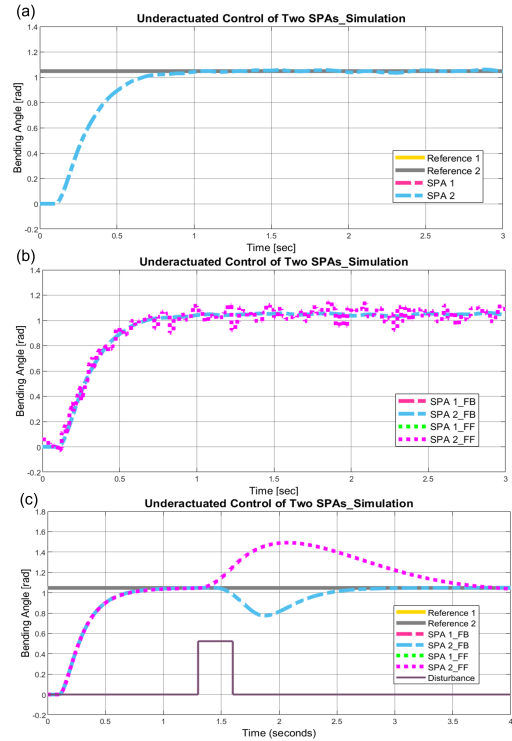 (a)
Underactuated Control of Two SPAs_Simulation
1.4
1.2
1
0.8
0.6
0.4
0.2
0
-0.2
Bending Angle [rad]
Reference 1
Reference 2
SPA 1
SPA 2
0 0.5 1 1.5 2 2.5 3
Time [sec]
(b)
Underactuated Control of Two SPAs_Simulation
1.4
1.2
1
0.8
0.6
0.4
0.2
0
-0.2
Bending Angle [rad]
SPA 1_FB
SPA 2_FB
SPA 1_FF
SPA 2_FF
0 0.5 1 1.5 2 2.5 3
Time [sec]
(c)
Underactuated Control of Two SPAs_Simulation
1.8
1.6
1.4
1.2
1
0.8
0.6
0.4
0.2
0
-0.2
Bending Angle [rad]
Reference 1
Reference 2
SPA 1_FB
SPA 2_FB
SPA 1_FF
SPA 2_FF
Disturbance
0 0.5 1 1.5 2 2.5 3 3.5 4
Time (seconds)